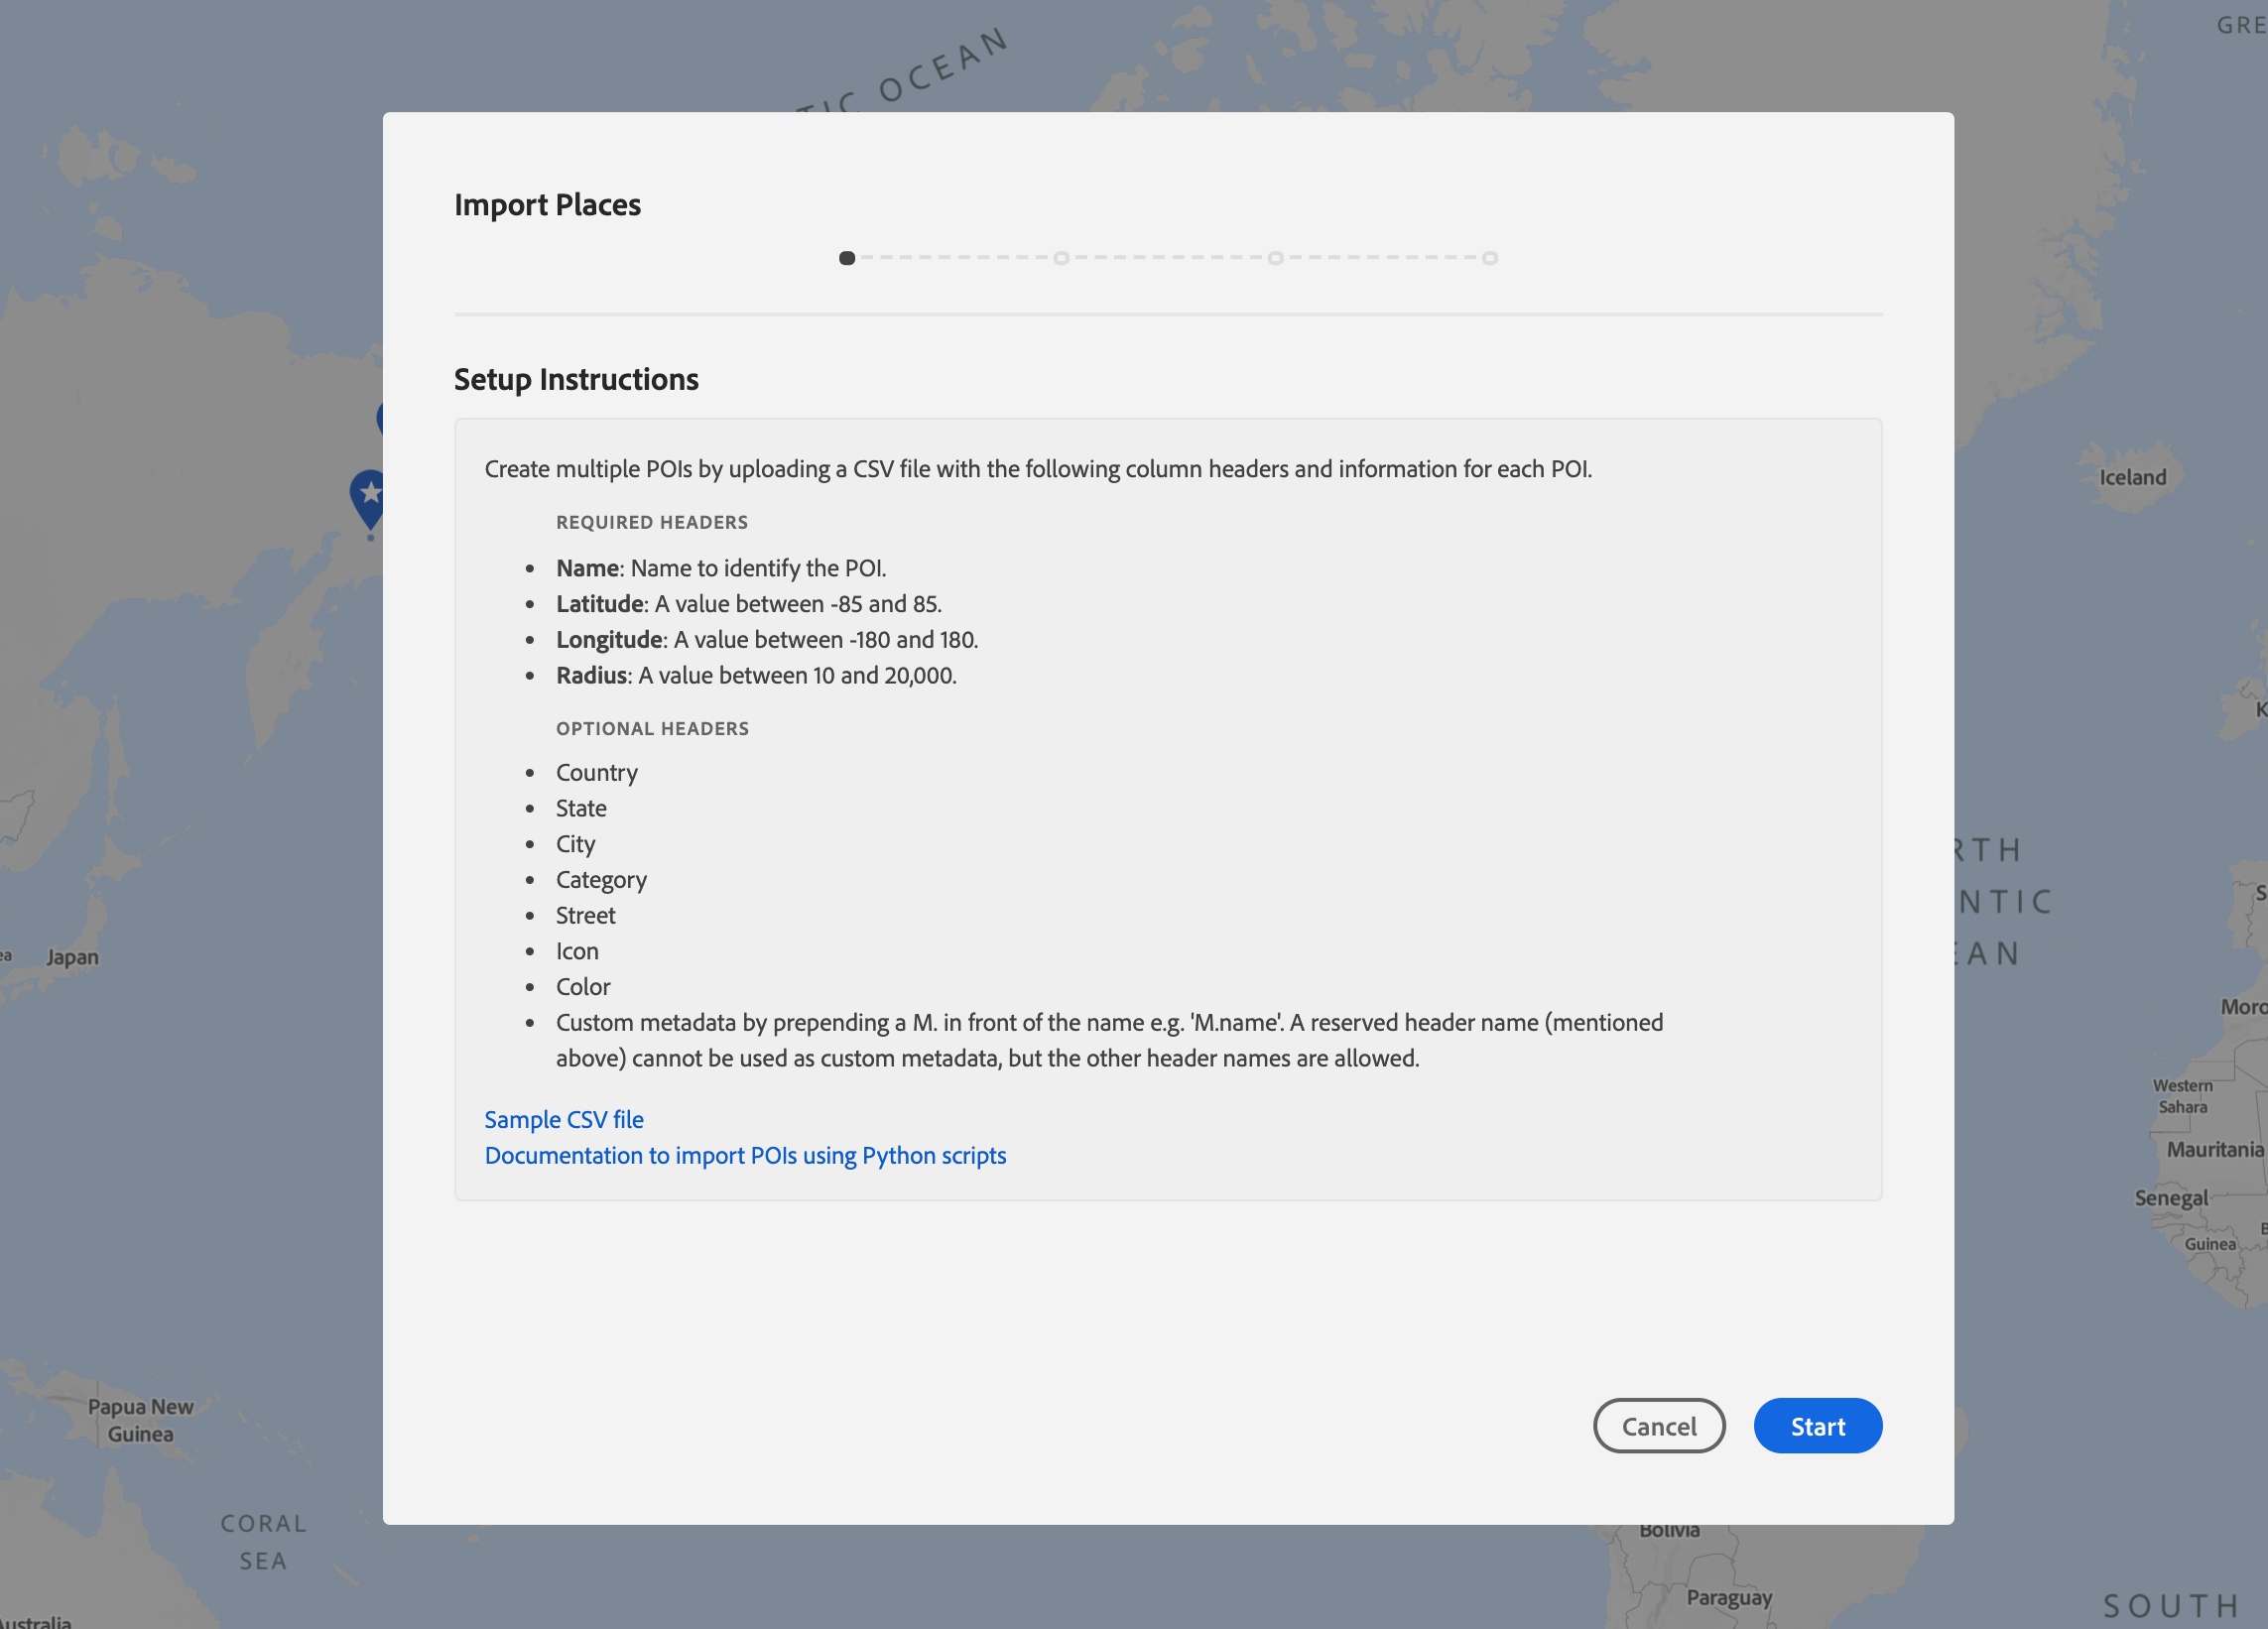 TIC OCEAN
GRE
Import Places
Setup Instructions
Create multiple POIs by uploading a CSV file with the following column headers and information for each POI.
REQUIRED HEADERS
• Name: Name to identify the POI.
• Latitude: A value between -85 and 85.
• Longitude: A value between -180 and 180.
• Radius: A value between 10 and 20,000.
OPTIONAL HEADERS
• Country
• State
• City
• Category
• Street
• Icon
• Color
• Custom metadata by prepending a M. in front of the name e.g. 'M.name'. A reserved header name (mentioned
above) cannot be used as custom metadata, but the other header names are allowed.
Sample CSV file
Documentation to import POIs using Python scripts
Cancel
Start
Iceland
K
RTH
NTIC
EAN
S
Moro
Western
Sahara
Mauritania
Senegal
Guinea
ea
Japan
Papua New
Guinea
CORAL
SEA
Australia
Bolivia
Paraguay
SOUTH